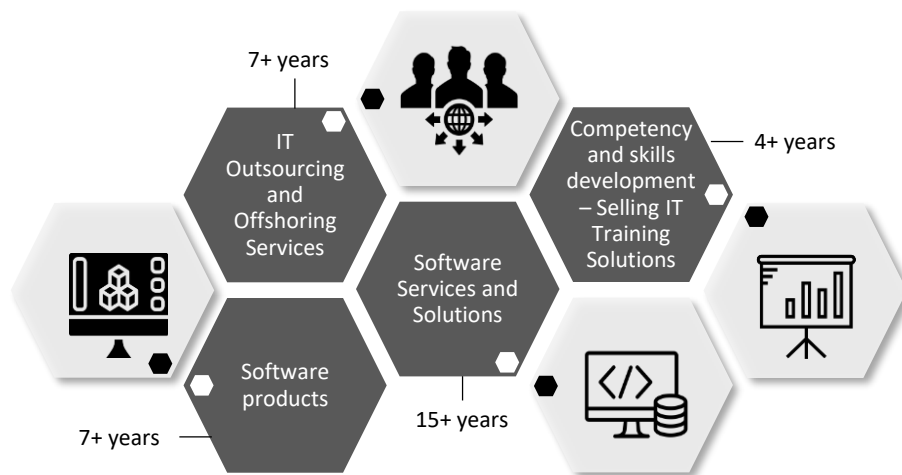 7+ years
IT
Outsourcing
and
Offshoring
Services
Competency
and skills
development
– Selling IT
Training
Solutions
4+ years
Software
Services and
Solutions
Software
products
7+ years
15+ years
</>